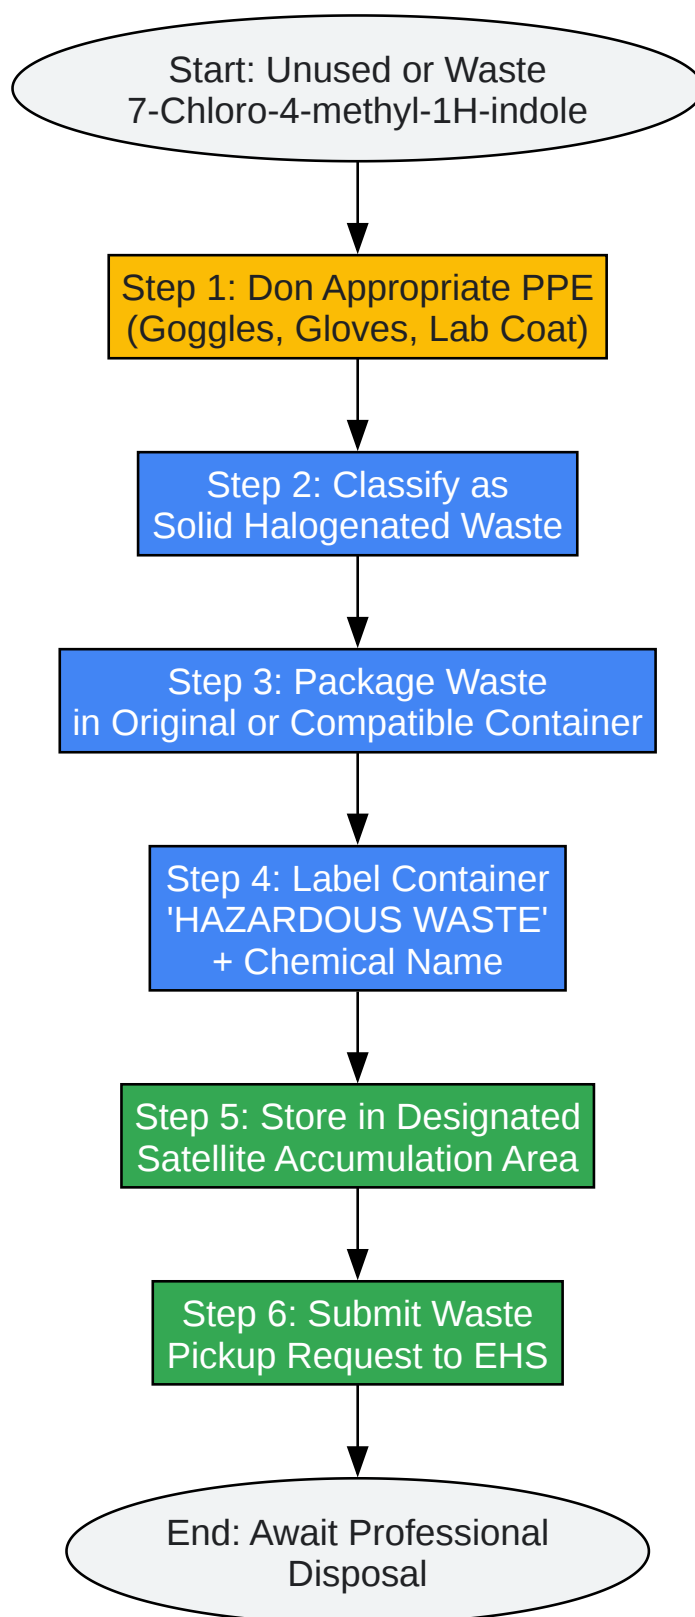 Start: Unused or Waste
7-Chloro-4-methyl-1H-indole
Step 1: Don Appropriate PPE
(Goggles, Gloves, Lab Coat)
Step 2: Classify as
Solid Halogenated Waste
Step 3: Package Waste
in Original or Compatible Container
Step 4: Label Container
'HAZARDOUS WASTE'
+ Chemical Name
Step 5: Store in Designated
Satellite Accumulation Area
Step 6: Submit Waste
Pickup Request to EHS
End: Await Professional
Disposal